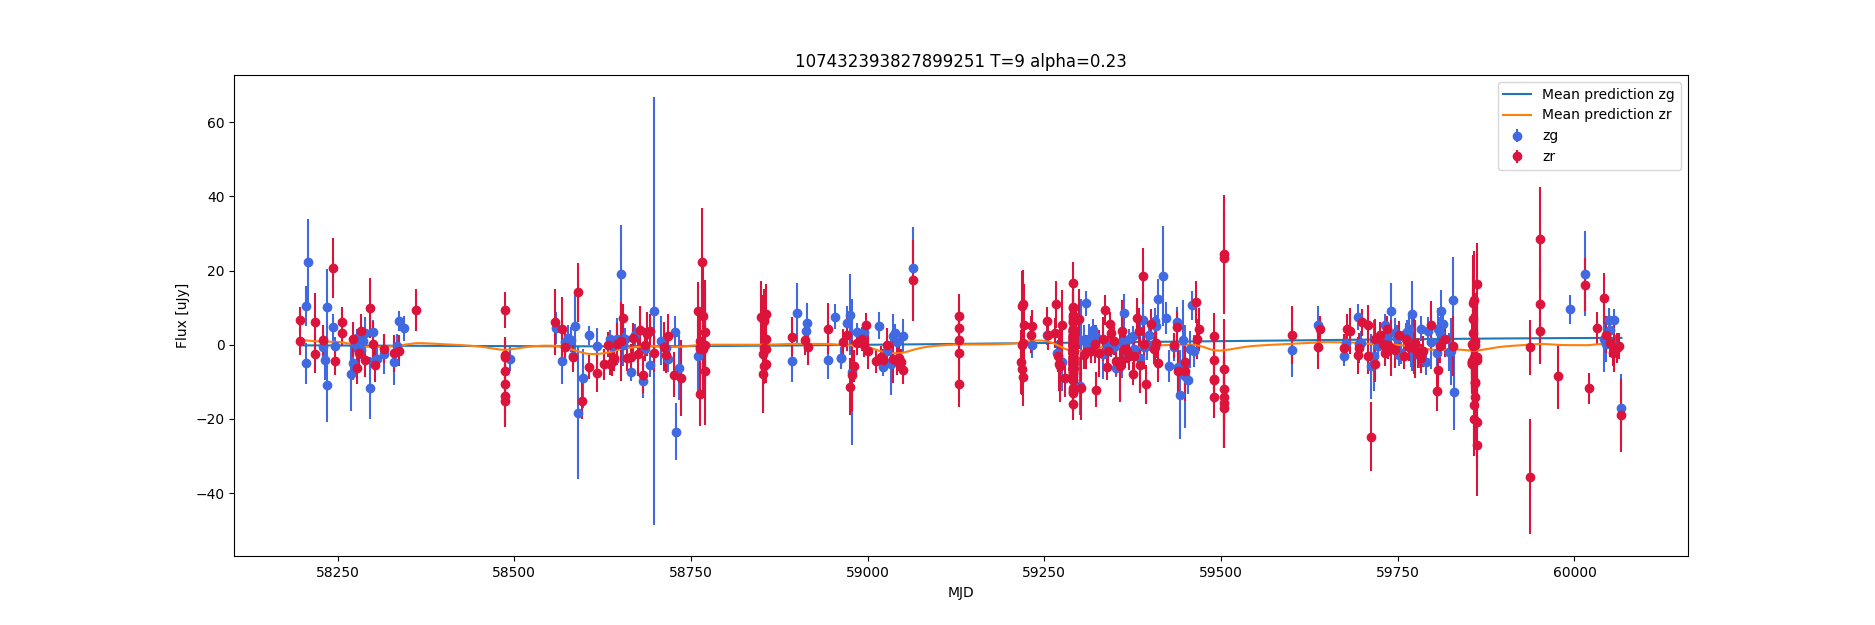 107432393827899251 T=9 alpha=0.23
Mean prediction zg
Mean prediction zr
zg
zr
Flux [uJy]
60
40
20
0
−20
−40
58250 58500 58750 59000 59250 59500 59750 60000
MJD